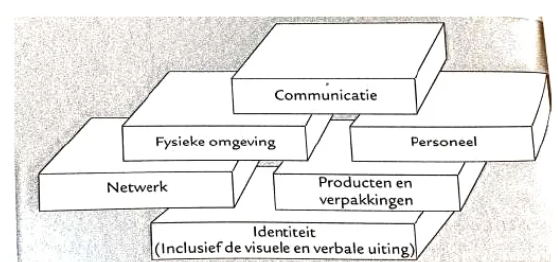 Communicatie
Fysieke omgeving
Personeel
Netwerk
Producten en
verpakkingen
Identiteit
(Inclusief de visuele en verbale uiting)